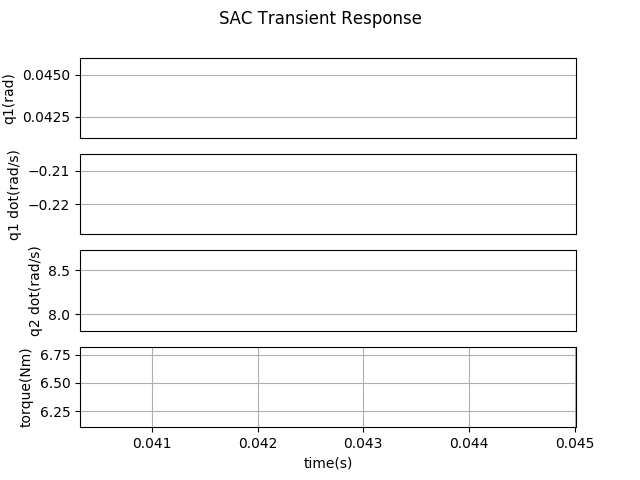 SAC Transient Response
q1(rad)
0.0450
0.0425
q1 dot(rad/s)
−0.21
−0.22
q2 dot(rad/s)
8.5
8.0
torque(Nm)
6.75
6.50
6.25
0.041 0.042 0.043 0.044 0.045
time(s)